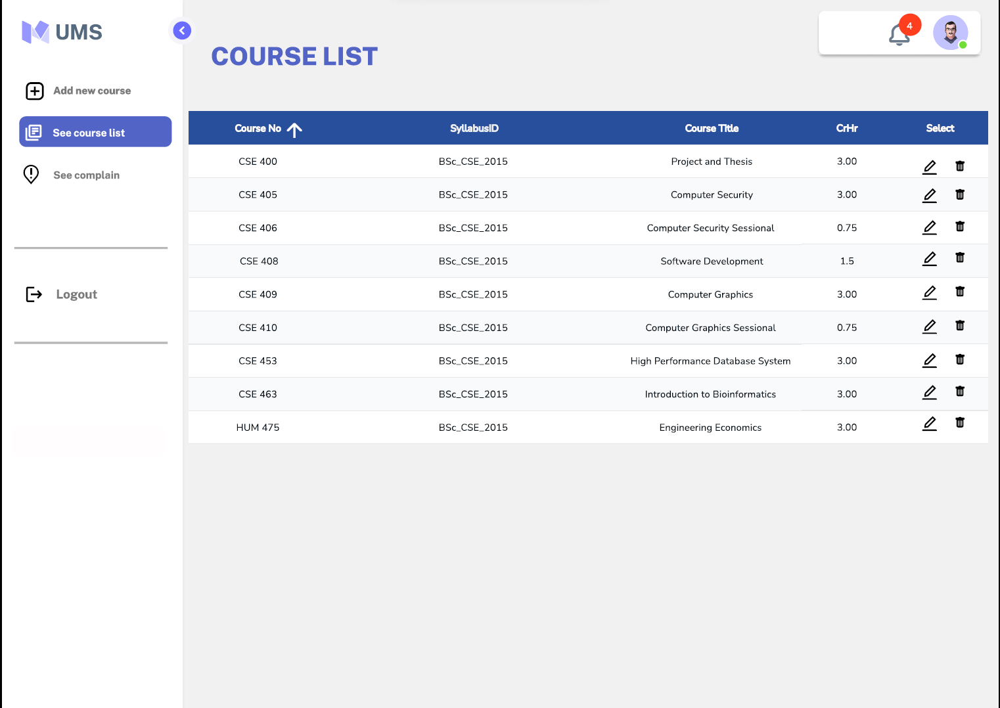 UMS
4
COURSE LIST
Add new course
See course list
See complain
Logout
Course No SyllabusID Course Title CrHr Select
CSE 400 BSc_CSE_2015 Project and Thesis 3.00
CSE 405 BSc_CSE_2015 Computer Security 3.00
CSE 406 BSc_CSE_2015 Computer Security Sessional 0.75
CSE 408 BSc_CSE_2015 Software Development 1.5
CSE 409 BSc_CSE_2015 Computer Graphics 3.00
CSE 410 BSc_CSE_2015 Computer Graphics Sessional 0.75
CSE 453 BSc_CSE_2015 High Performance Database System 3.00
CSE 463 BSc_CSE_2015 Introduction to Bioinformatics 3.00
HUM 475 BSc_CSE_2015 Engineering Economics 3.00